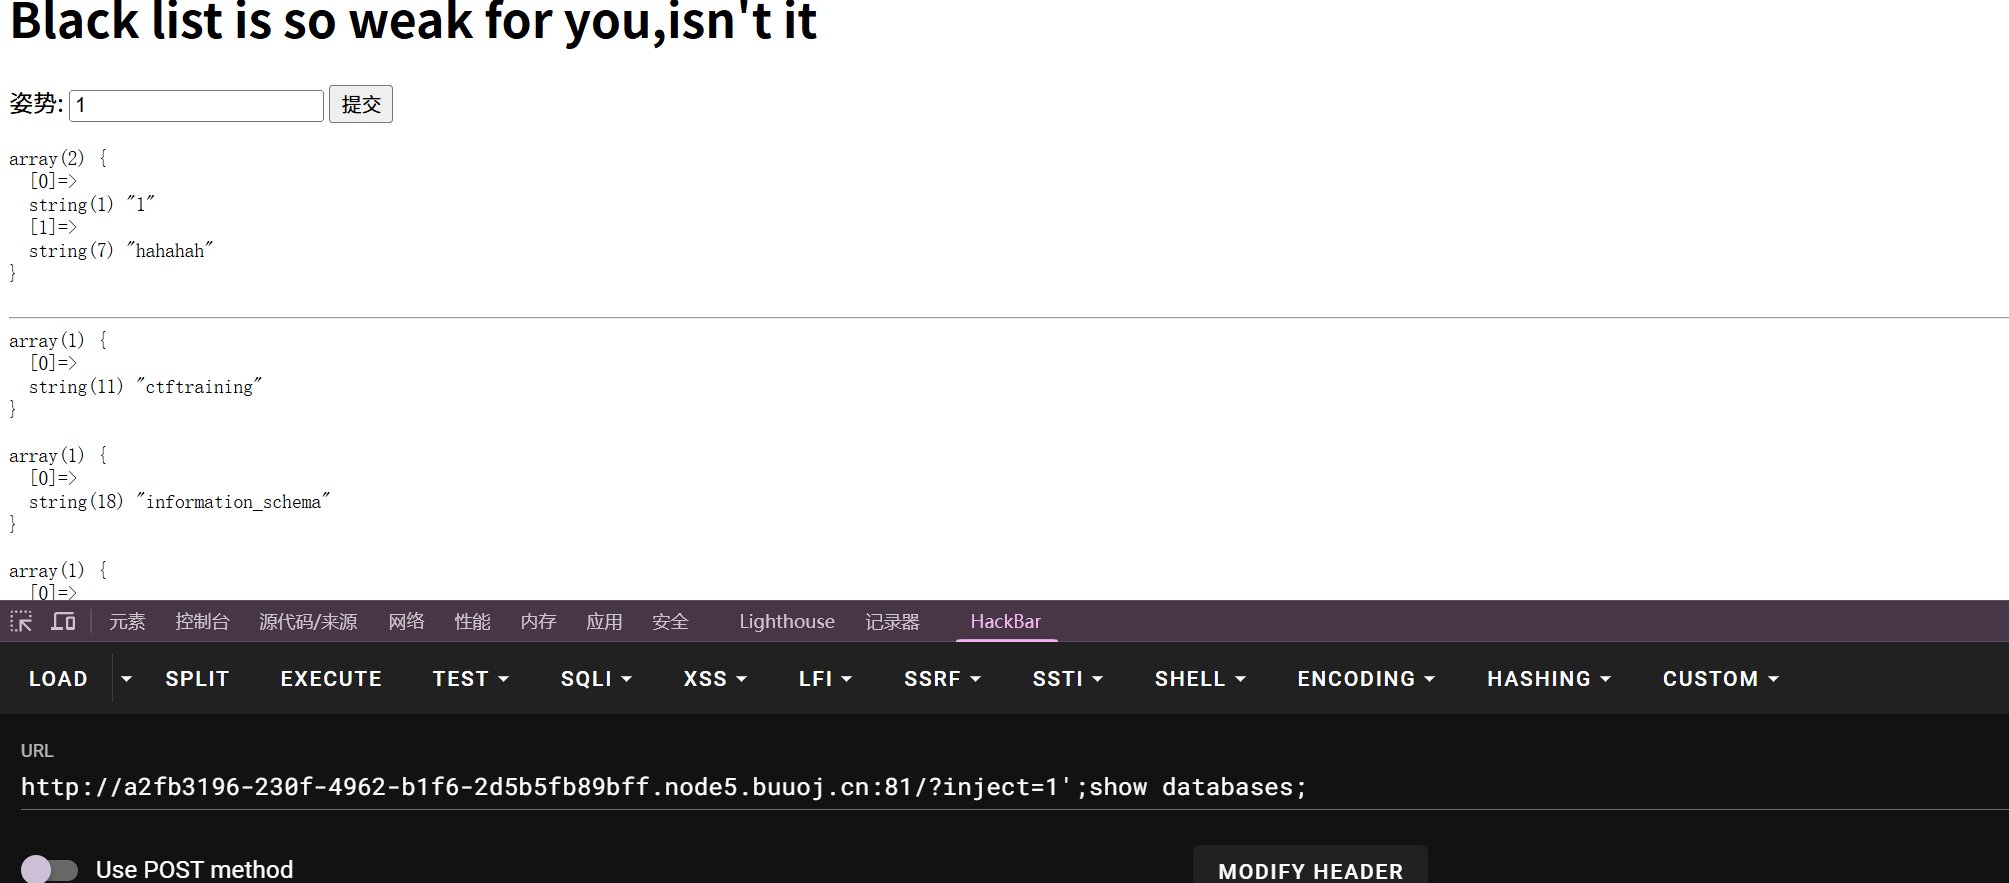 Black list is so weak for you,isn't it
姿势: 1 提交
array(2) {
  [0]=>
  string(1) "1"
  [1]=>
  string(7) "hahahah"
}
array(1) {
  [0]=>
  string(11) "ctftraining"
}
array(1) {
  [0]=>
  string(18) "information_schema"
}
array(1) {
  [0]=>
元素 控制台 源代码/来源 网络 性能 内存 应用 安全 Lighthouse 记录器 HackBar
LOAD SPLIT EXECUTE TEST SQLI XSS LFI SSRF SSTI SHELL ENCODING HASHING CUSTOM
URL
http://a2fb3196-230f-4962-b1f6-2d5b5fb89bff.node5.buuoj.cn:81/?inject=1';show databases;
Use POST method MODIFY HEADER